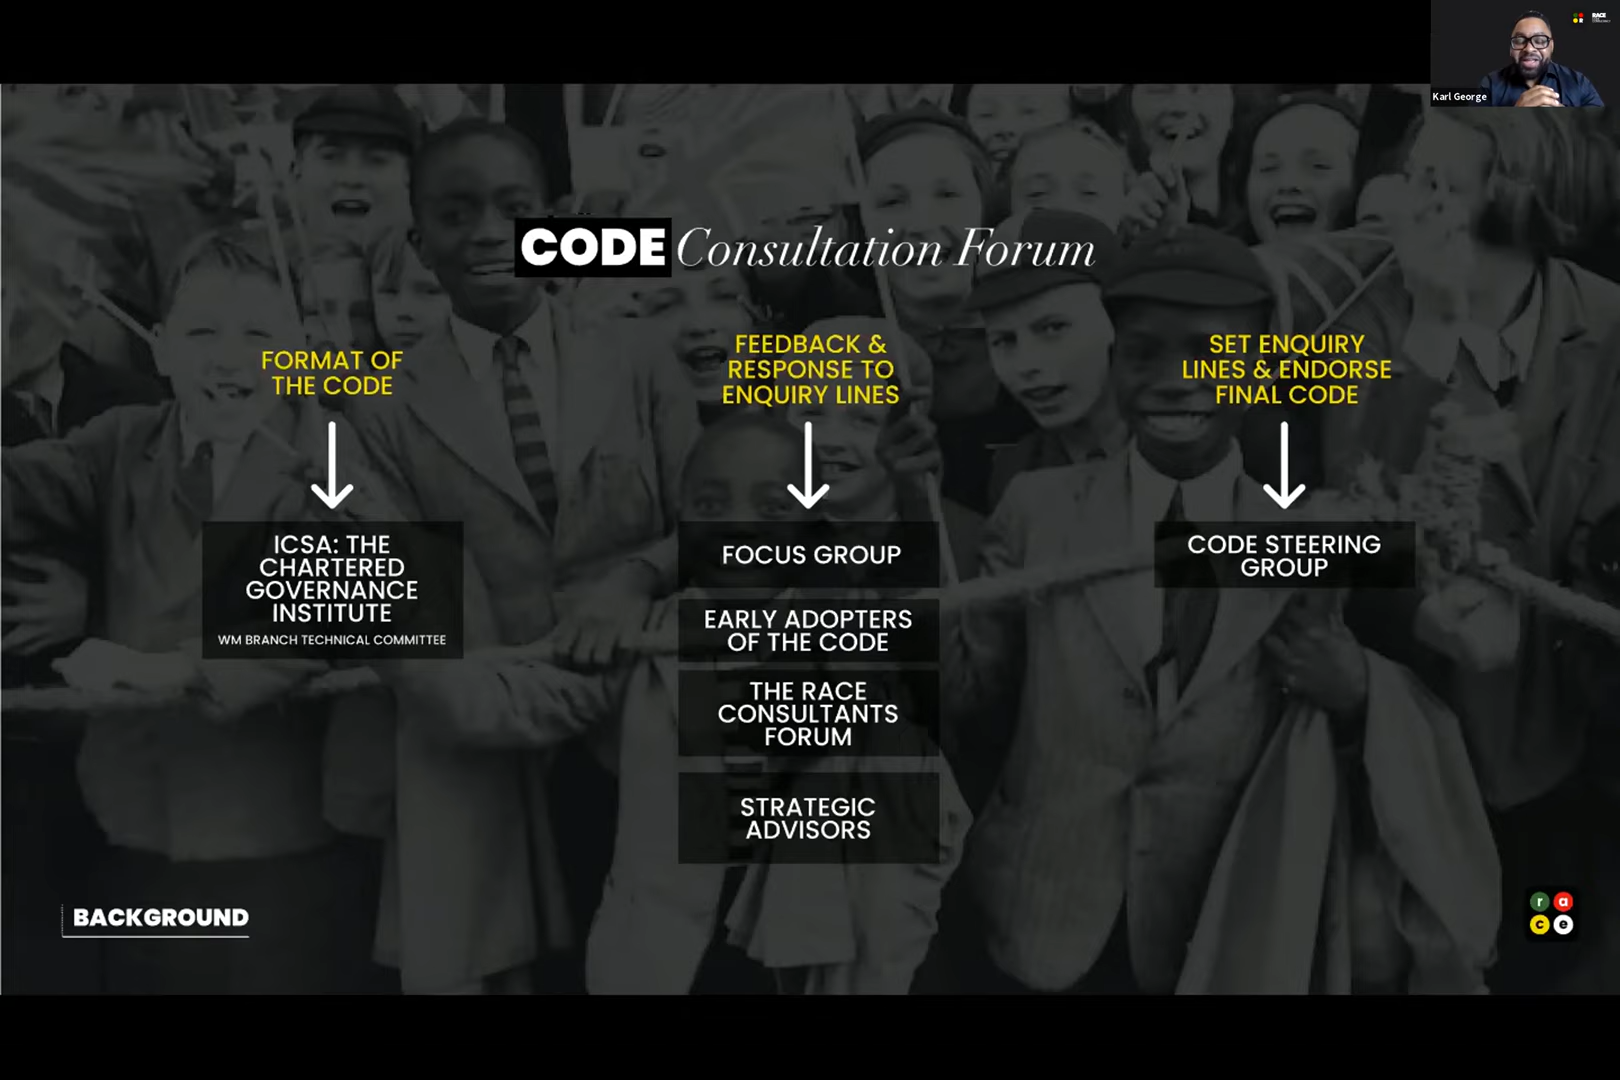 RACE
Karl George
CODE Consultation Forum
FORMAT OF
THE CODE
ICSA: THE
CHARTERED
GOVERNANCE
INSTITUTE
WM BRANCH TECHNICAL COMMITTEE
FEEDBACK &
RESPONSE TO
ENQUIRY LINES
FOCUS GROUP
EARLY ADOPTERS
OF THE CODE
THE RACE
CONSULTANTS
FORUM
STRATEGIC
ADVISORS
SET ENQUIRY
LINES & ENDORSE
FINAL CODE
CODE STEERING
GROUP
BACKGROUND
r a
c e